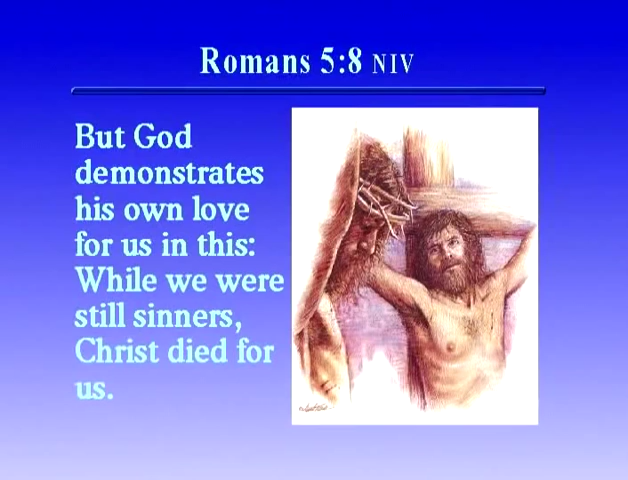 Romans 5:8 NIV
But God
demonstrates
his own love
for us in this:
While we were
still sinners,
Christ died for
us.